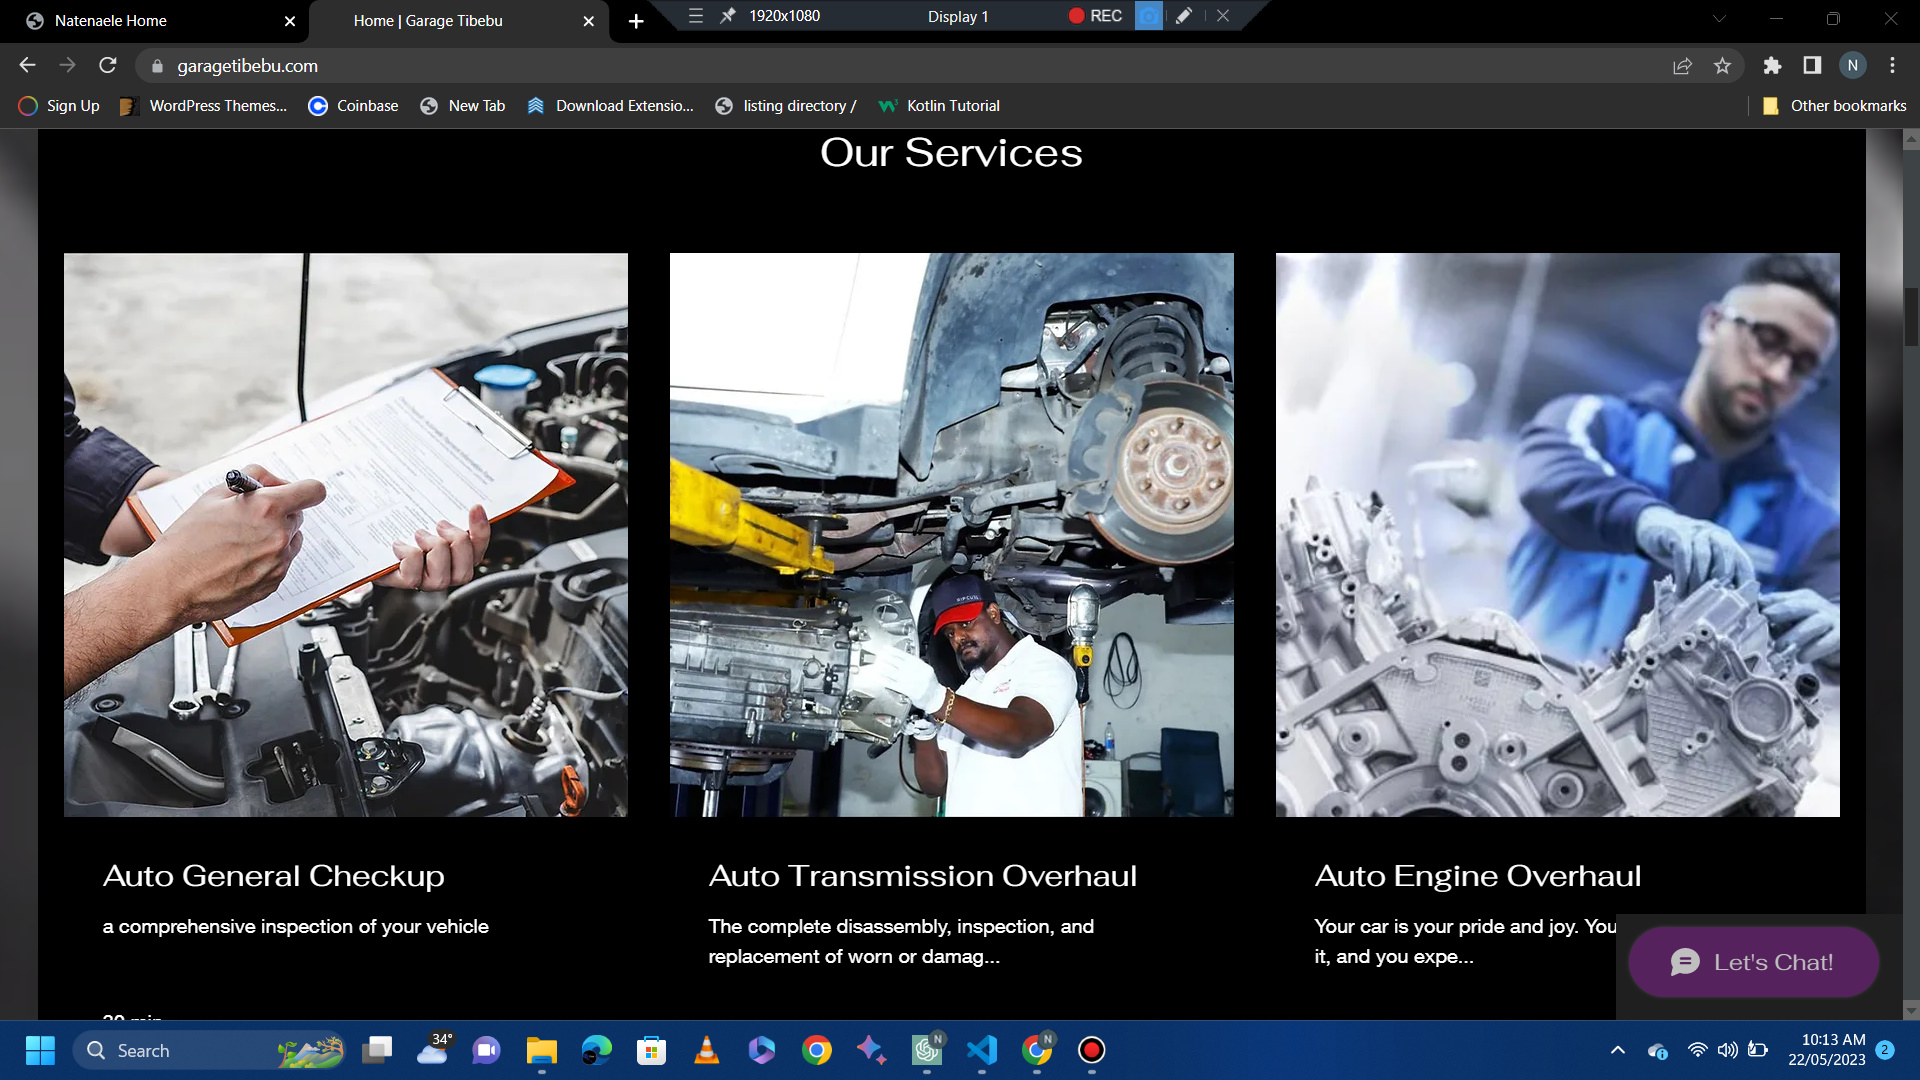 Natenaele Home
Home | Garage Tibebu
1920x1080
Display 1
REC
garagetibebu.com
N
Sign Up
WordPress Themes...
Coinbase
New Tab
Download Extensio...
listing directory /
Kotlin Tutorial
Other bookmarks
Our Services
RIPCURL
Auto General Checkup
a comprehensive inspection of your vehicle
Auto Transmission Overhaul
The complete disassembly, inspection, and
replacement of worn or damag...
Auto Engine Overhaul
Your car is your pride and joy. You
it, and you expe...
Let's Chat!
Search
34°
N
N
10:13 AM
22/05/2023
2